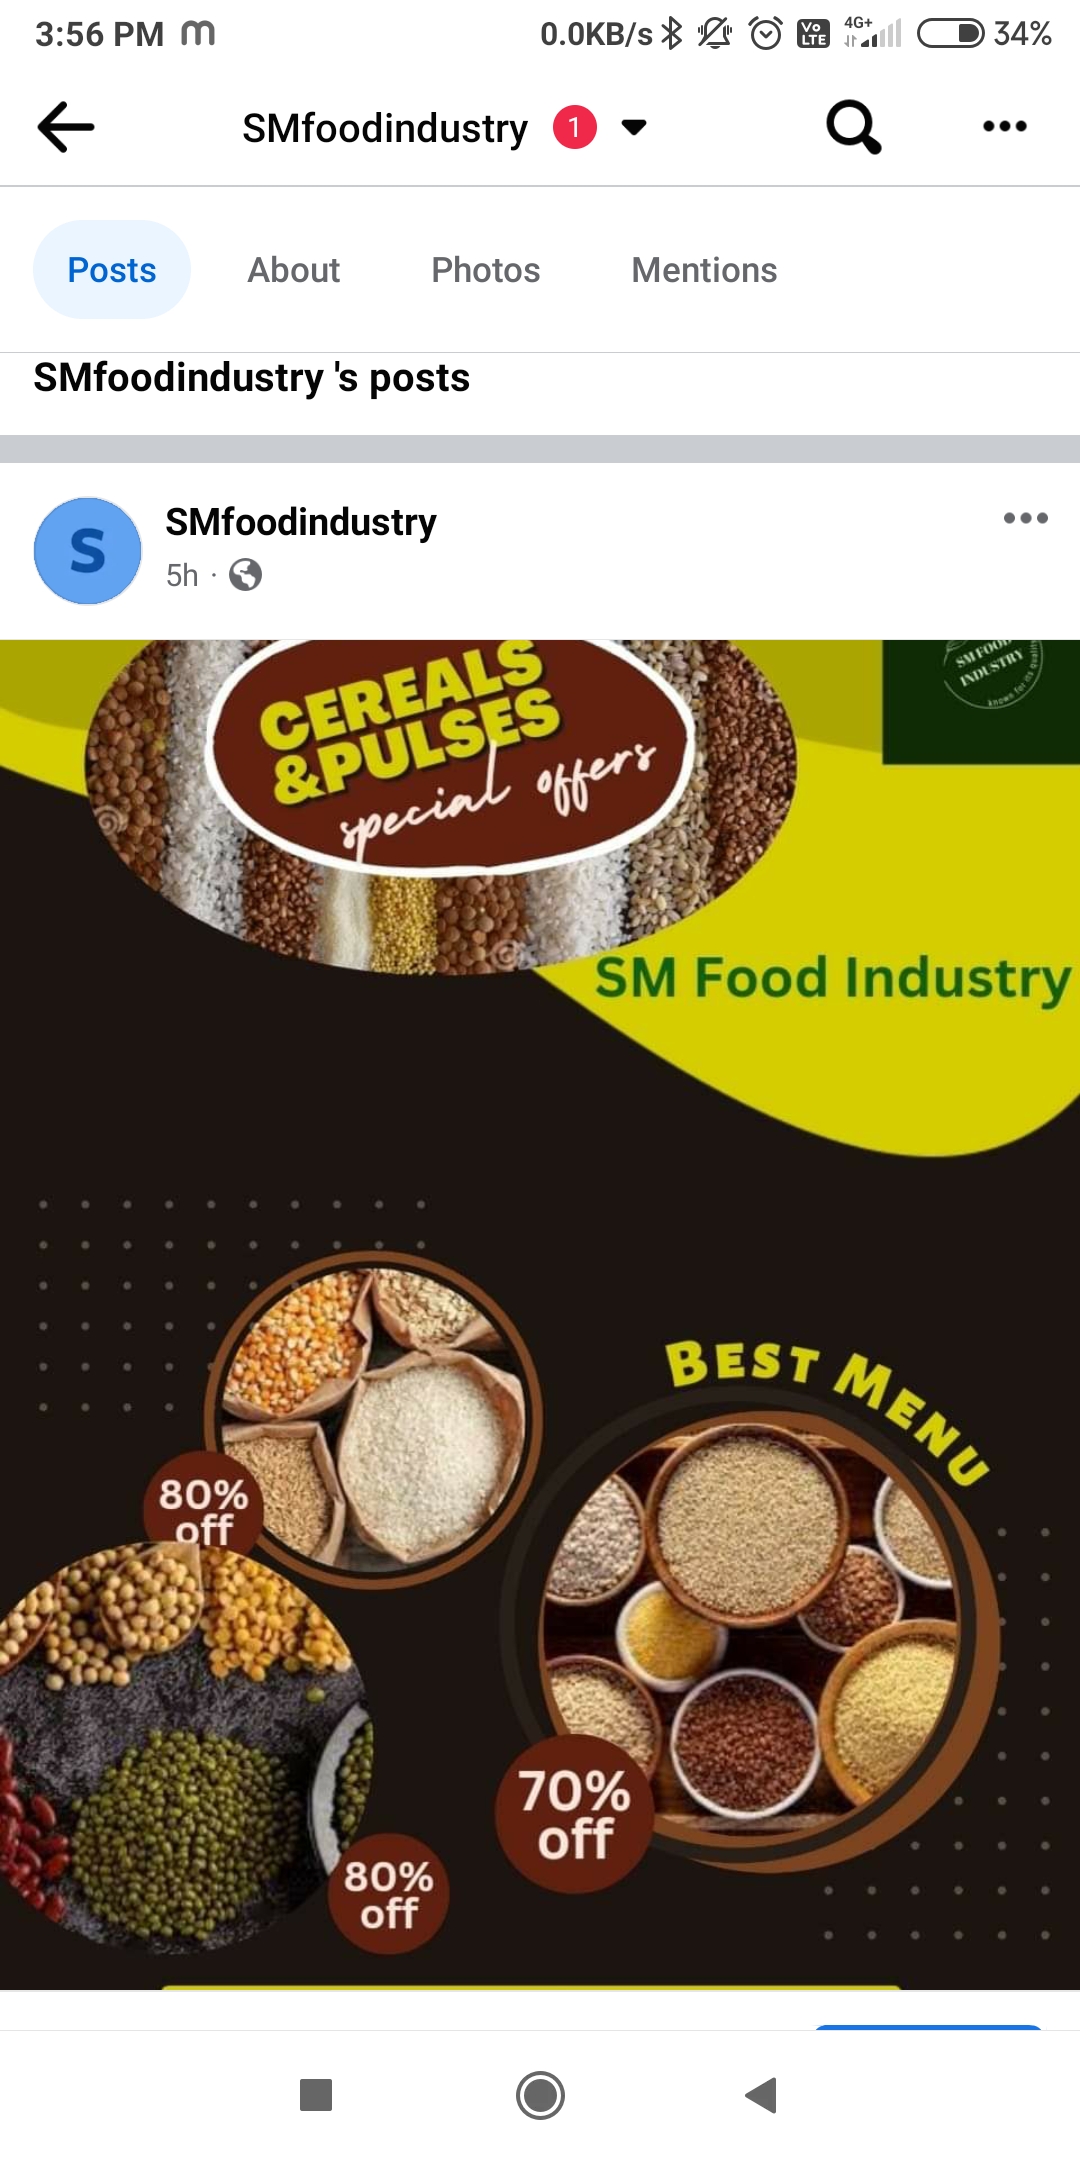 3:56 PM m 0.0KB/s Vo LTE 4G+ 34%
SMfoodindustry 1
Posts About Photos Mentions
SMfoodindustry 's posts
S
SMfoodindustry
5h ·
CEREALS
&PULSES
special offers
SM FOOD
INDUSTRY
known for its quality
SM Food Industry
BEST MENU
80%
off
70%
off
80%
off